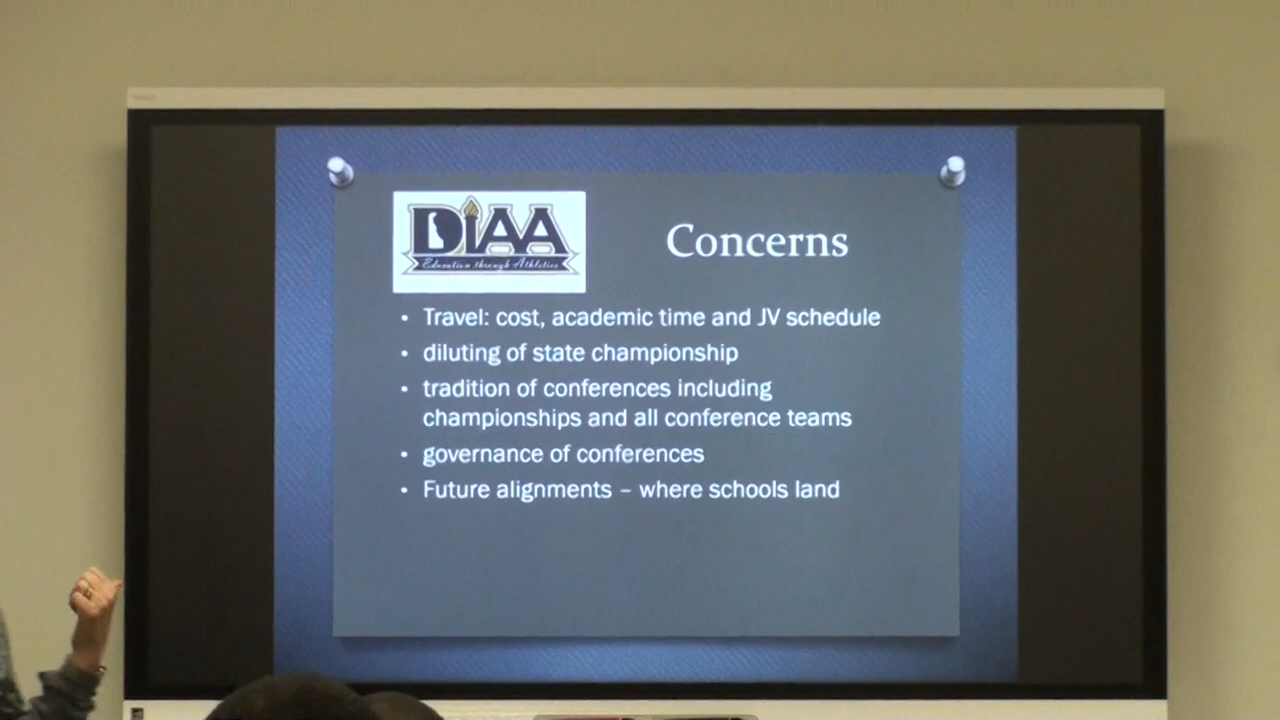 DIAA
Education through Athletics
Concerns
• Travel: cost, academic time and JV schedule
• diluting of state championship
• tradition of conferences including
championships and all conference teams
• governance of conferences
• Future alignments – where schools land